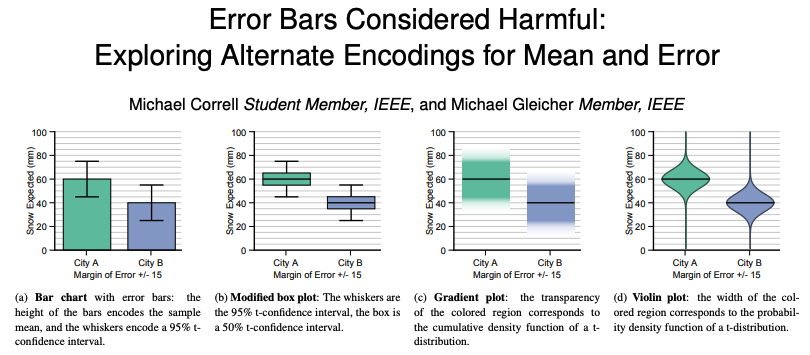 Error Bars Considered Harmful:
Exploring Alternate Encodings for Mean and Error
Michael Correll Student Member, IEEE, and Michael Gleicher Member, IEEE
100
80
60
40
20
0
Snow Expected (mm)
City A
City B
Margin of Error +/- 15
(a) Bar chart with error bars: the
height of the bars encodes the sample
mean, and the whiskers encode a 95% t-
confidence interval.
100
80
60
40
20
0
Snow Expected (mm)
City A
City B
Margin of Error +/- 15
(b) Modified box plot: The whiskers are
the 95% t-confidence interval, the box is
a 50% t-confidence interval.
100
80
60
40
20
0
Snow Expected (mm)
City A
City B
Margin of Error +/- 15
(c) Gradient plot: the transparency
of the colored region corresponds to
the cumulative density function of a t-
distribution.
100
80
60
40
20
0
Snow Expected (mm)
City A
City B
Margin of Error +/- 15
(d) Violin plot: the width of the col-
ored region corresponds to the probabil-
ity density function of a t-distribution.